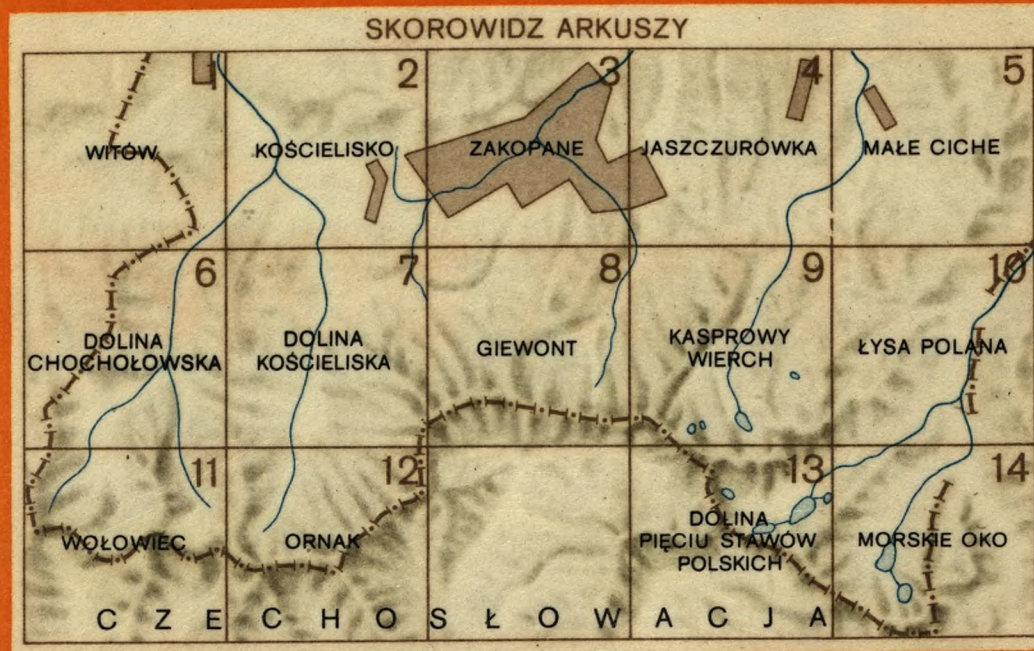 SKOROWIDZ ARKUSZY
1
2
3
4
5
WITÓW
KOŚCIELISKO
ZAKOPANE
JASZCZURÓWKA
MAŁE CICHE
6
7
8
9
10
DOLINA
CHOCHOŁOWSKA
DOLINA
KOŚCIELISKA
GIEWONT
KASPROWY
WIERCH
ŁYSA POLANA
11
12
13
14
WOŁOWIEC
ORNAK
DOLINA
PIĘCIU STAWÓW
POLSKICH
MORSKIE OKO
CZECHOSŁOWACJA